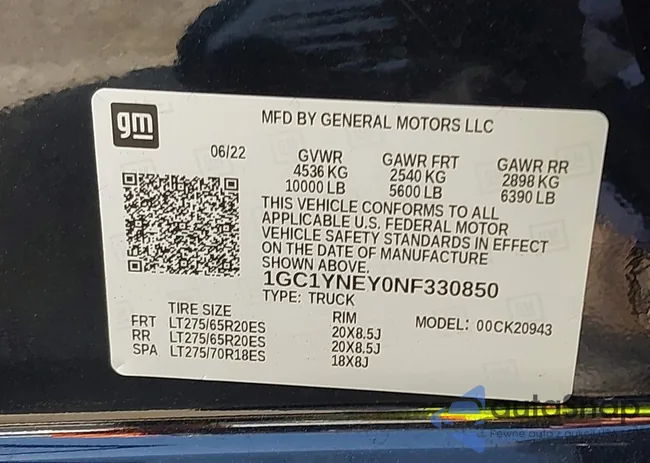 gm
MFD BY GENERAL MOTORS LLC
06/22 GVWR GAWR FRT GAWR RR
4536 KG 2540 KG 2898 KG
10000 LB 5600 LB 6390 LB
THIS VEHICLE CONFORMS TO ALL
APPLICABLE U.S. FEDERAL MOTOR
VEHICLE SAFETY STANDARDS IN EFFECT
ON THE DATE OF MANUFACTURE
SHOWN ABOVE.
1GC1YNEY0NF330850
TYPE: TRUCK
TIRE SIZE RIM MODEL: 00CK20943
FRT LT275/65R20ES 20X8.5J
RR LT275/65R20ES 20X8.5J
SPA LT275/70R18ES 18X8J
autaShop
Pewne auta z